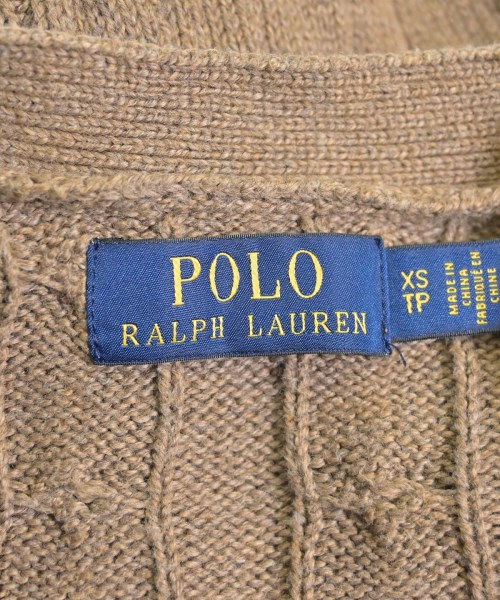 POLO
RALPH LAUREN
XS
TP
MADE IN
CHINA
FABRIQUÉ EN
CHINE